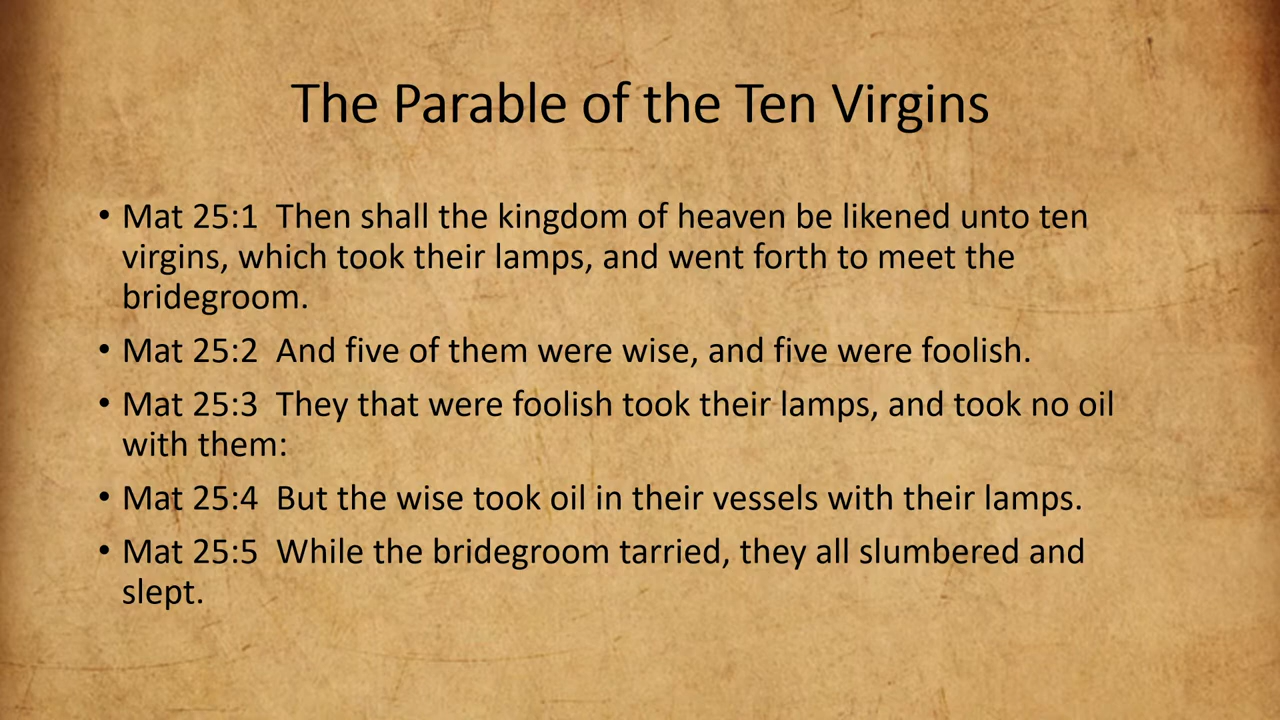 The Parable of the Ten Virgins
• Mat 25:1  Then shall the kingdom of heaven be likened unto ten
virgins, which took their lamps, and went forth to meet the
bridegroom.
• Mat 25:2  And five of them were wise, and five were foolish.
• Mat 25:3  They that were foolish took their lamps, and took no oil
with them:
• Mat 25:4  But the wise took oil in their vessels with their lamps.
• Mat 25:5  While the bridegroom tarried, they all slumbered and
slept.